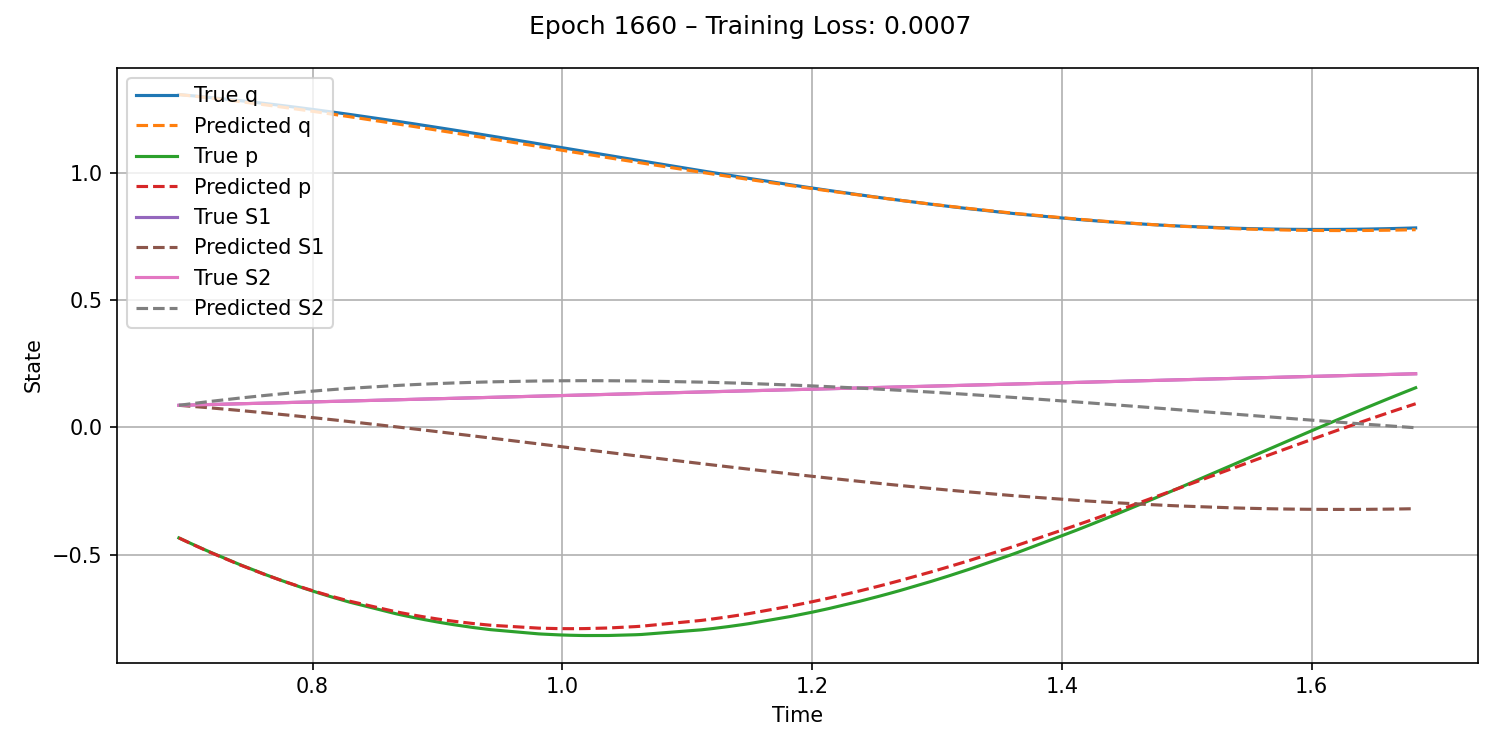 Epoch 1660 – Training Loss: 0.0007
True q
Predicted q
True p
Predicted p
True S1
Predicted S1
True S2
Predicted S2
1.0
0.5
0.0
−0.5
State
0.8
1.0
1.2
1.4
1.6
Time